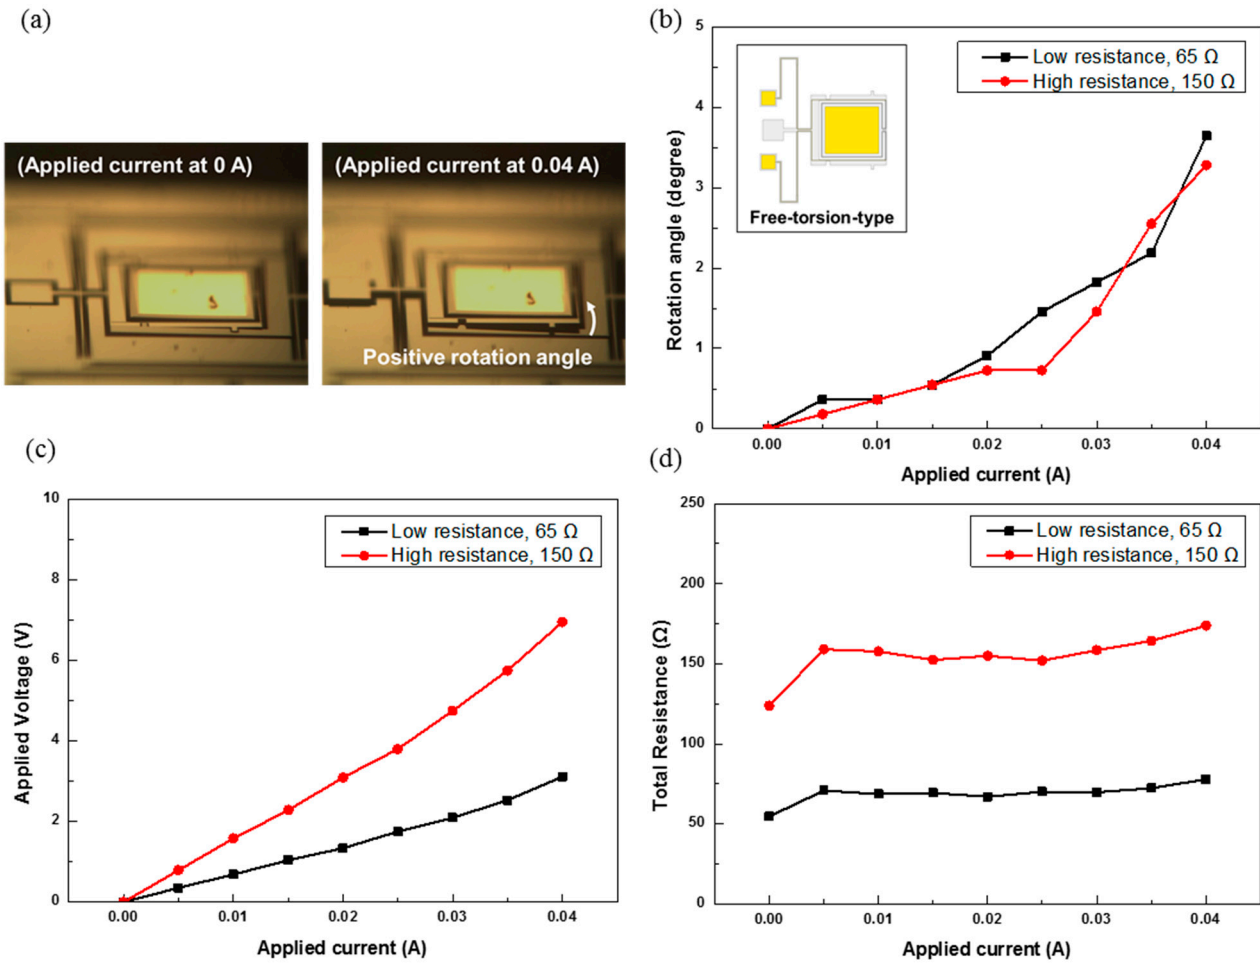 (a)
(Applied current at 0 A)
(Applied current at 0.04 A)
Positive rotation angle
(b)
5
4
3
2
1
0
Rotation angle (degree)
Low resistance, 65 Ω
High resistance, 150 Ω
Free-torsion-type
0.00 0.01 0.02 0.03 0.04
Applied current (A)
(c)
10
8
6
4
2
0
Applied Voltage (V)
Low resistance, 65 Ω
High resistance, 150 Ω
0.00 0.01 0.02 0.03 0.04
Applied current (A)
(d)
250
200
150
100
50
0
Total Resistance (Ω)
Low resistance, 65 Ω
High resistance, 150 Ω
0.00 0.01 0.02 0.03 0.04
Applied current (A)